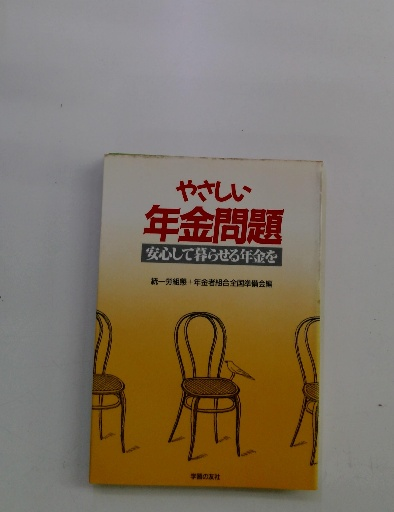 やさしい
年金問題
安心して暮らせる年金を
統一労組懇・年金者組合全国準備会編
学習の友社